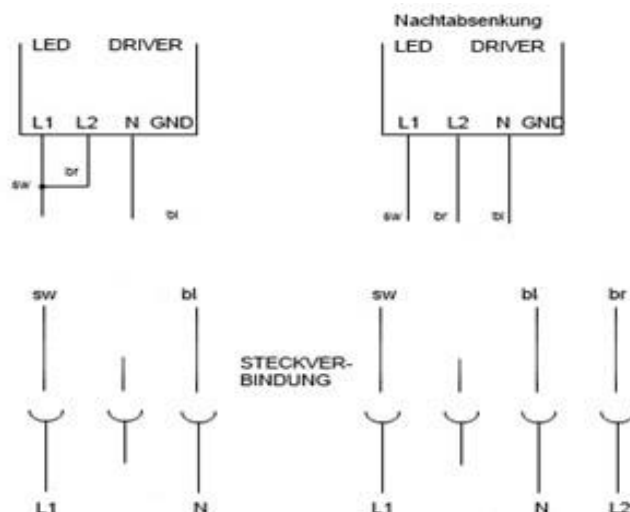 Nachtabsenkung
LED DRIVER
L1 L2 N GND
sw
br
bl
LED DRIVER
L1 L2 N GND
sw br bl
sw bl
STECKVER-
BINDUNG
L1 N
sw bl br
L1 N L2